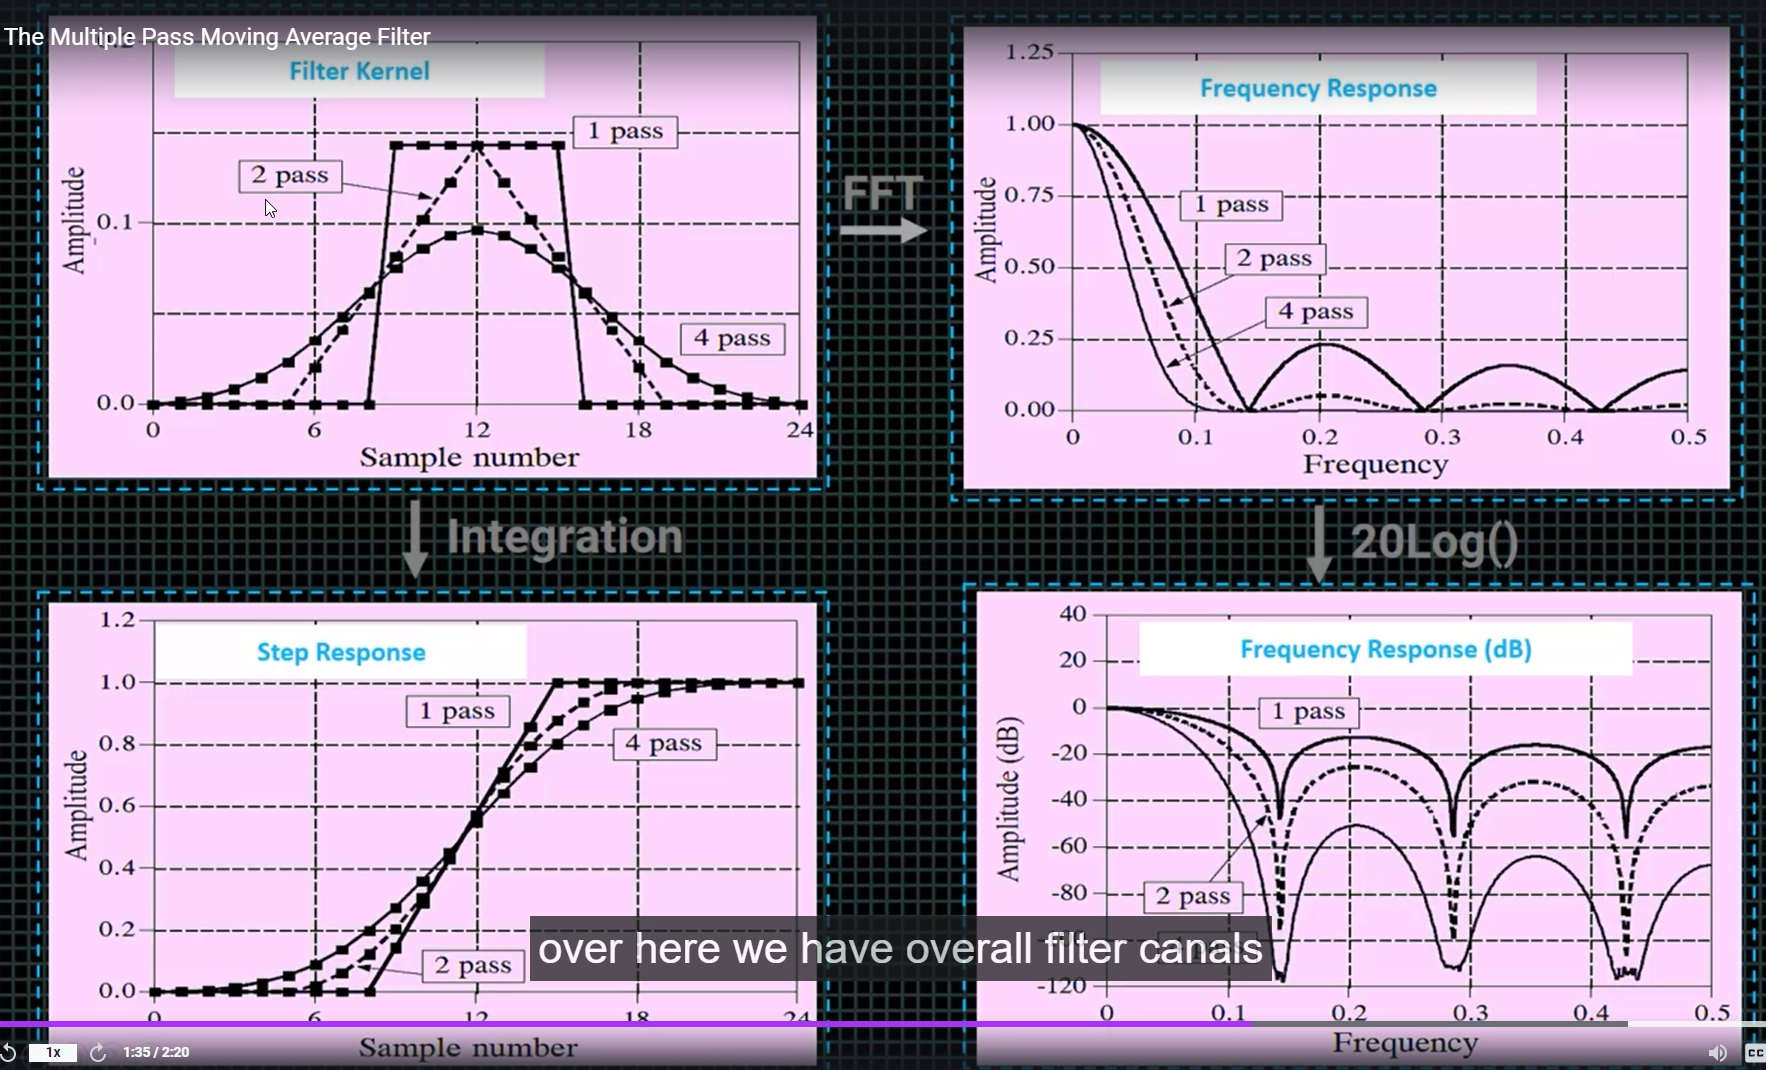 The Multiple Pass Moving Average Filter
Filter Kernel
1 pass
2 pass
4 pass
Amplitude
0.1
0.0
0 6 12 18 24
Sample number
FFT
Frequency Response
1.25
1.00
0.75
0.50
0.25
0.00
Amplitude
1 pass
2 pass
4 pass
0 0.1 0.2 0.3 0.4 0.5
Frequency
Integration
20Log()
Step Response
1.2
1.0
0.8
0.6
0.4
0.2
0.0
Amplitude
1 pass
4 pass
2 pass
0 6 12 18 24
Sample number
Frequency Response (dB)
40
20
0
-20
-40
-60
-80
-120
Amplitude (dB)
1 pass
2 pass
0 0.1 0.2 0.3 0.4 0.5
Frequency
over here we have overall filter canals
1x
1:35 / 2:20
CC